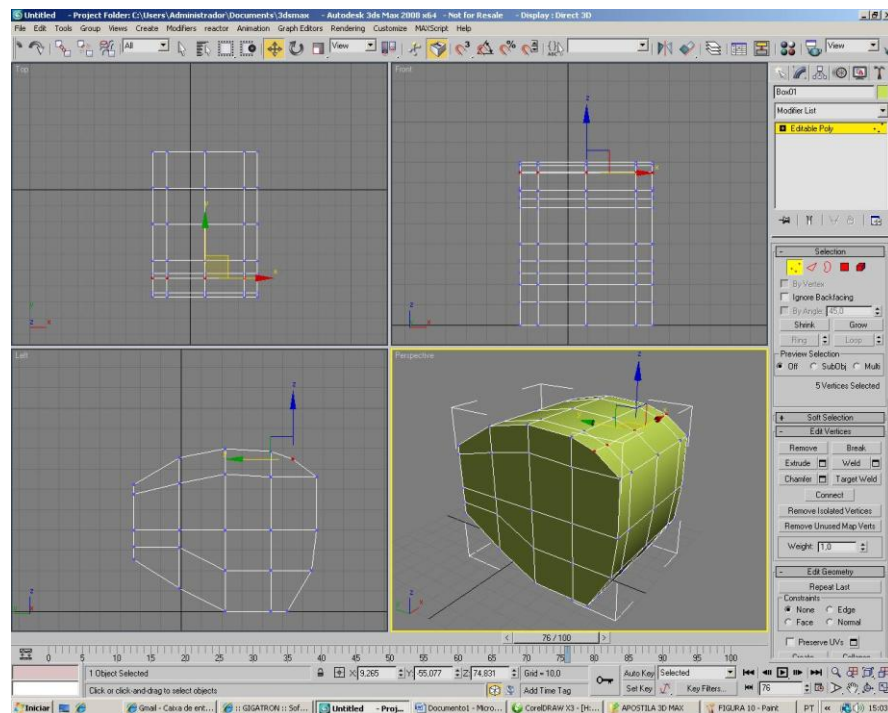 Untitled - Project Folder: C:\Users\Administrador\Documents\3dsmax - Autodesk 3ds Max 2008 x64 - Not for Resale - Display : Direct 3D
File Edit Tools Group Views Create Modifiers reactor Animation Graph Editors Rendering Customize MAXScript Help
All View View
Top Front
Left Perspective
Box01
Modifier List
Editable Poly
Selection
By Vertex
Ignore Backfacing
By Angle: 45,0
Shrink Grow
Ring Loop
Preview Selection
Off SubObj Multi
5 Vertices Selected
Soft Selection
Edit Vertices
Remove Break
Extrude Weld
Chamfer Target Weld
Connect
Remove Isolated Vertices
Remove Unused Map Verts
Weight: 1,0
Edit Geometry
Repeat Last
Constraints
None Edge
Face Normal
Preserve UVs
Create Collapse
76 / 100
0 5 10 15 20 25 30 35 40 45 50 55 60 65 70 75 80 85 90 95 100
1 Object Selected X: 9,265 Y: -55,077 Z: 74,831 Grid = 10,0 Auto Key Selected
Click or click-and-drag to select objects Add Time Tag Set Key Key Filters... 76
Iniciar Gmail - Caixa de ent... :: GIGATRON :: Sof... Untitled - Proj... Documento1 - Micro... CorelDRAW X3 - [H:... APOSTILA 3D MAX FIGURA 10 - Paint PT 15:03